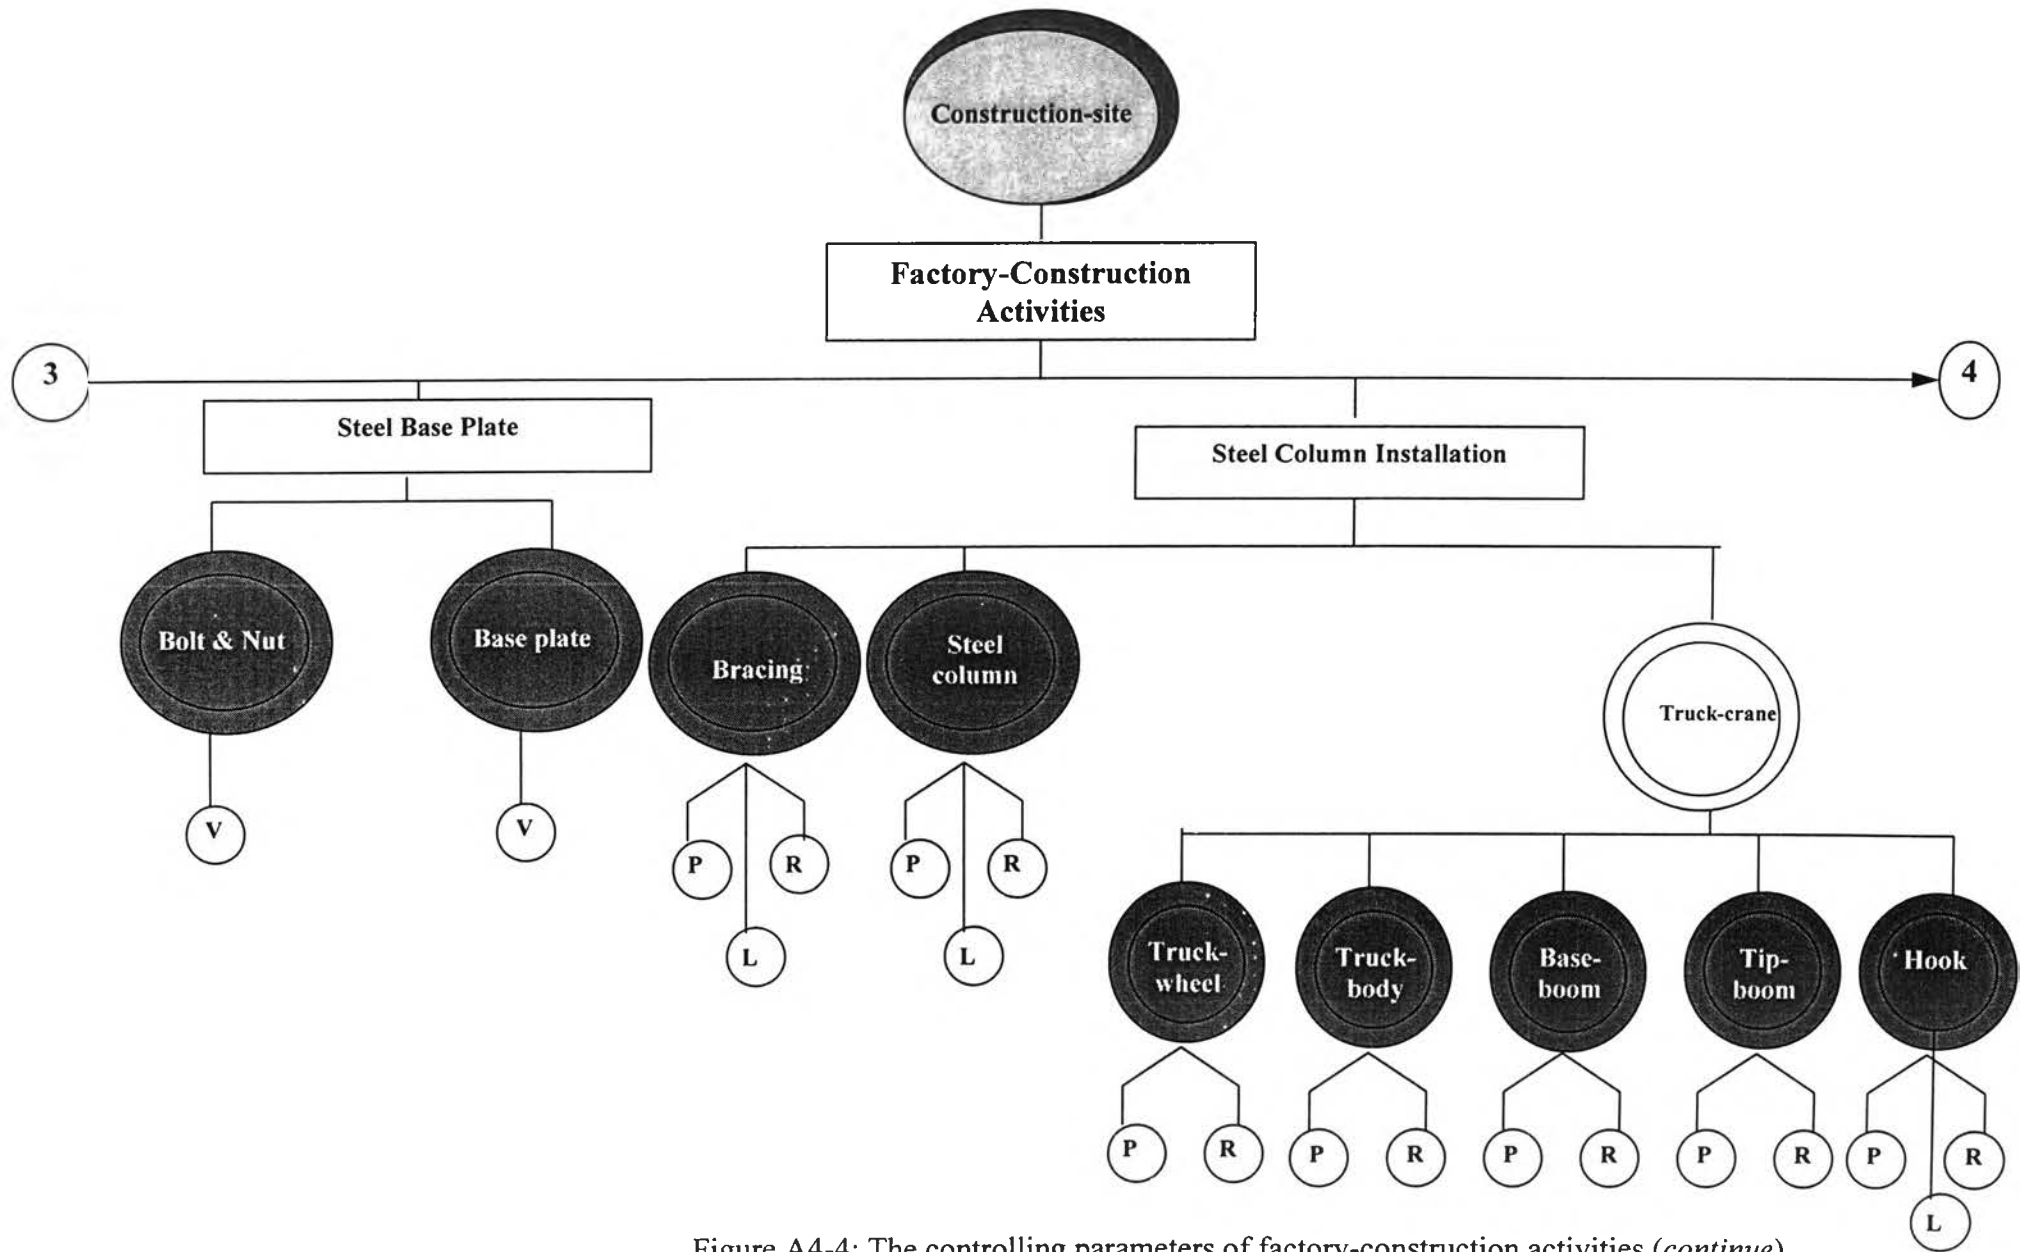 Construction-site
Factory-Construction
Activities
3
4
Steel Base Plate
Steel Column Installation
Bolt & Nut
Base plate
Bracing
Steel
column
Truck-crane
V
V
P
R
L
P
R
L
Truck-
wheel
Truck-
body
Base-
boom
Tip-
boom
Hook
P
R
P
R
P
R
P
R
P
R
L
Figure A4-4: The controlling parameters of factory-construction activities (continue)